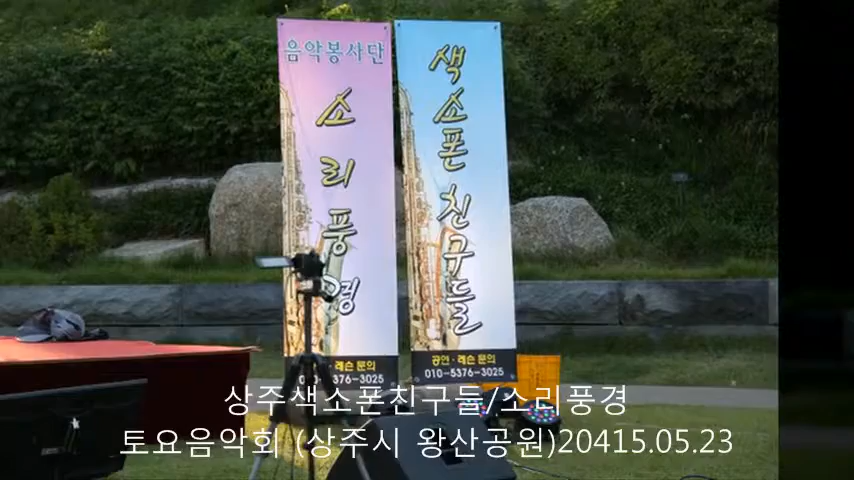 음악봉사단
소리풍경
공연·레슨 문의
010-5376-3025
색소폰 친구들
공연·레슨 문의
010-5376-3025
상주색소폰친구둘/소리풍경
토요음악회 (상주시 왕산공원)20415.05.23